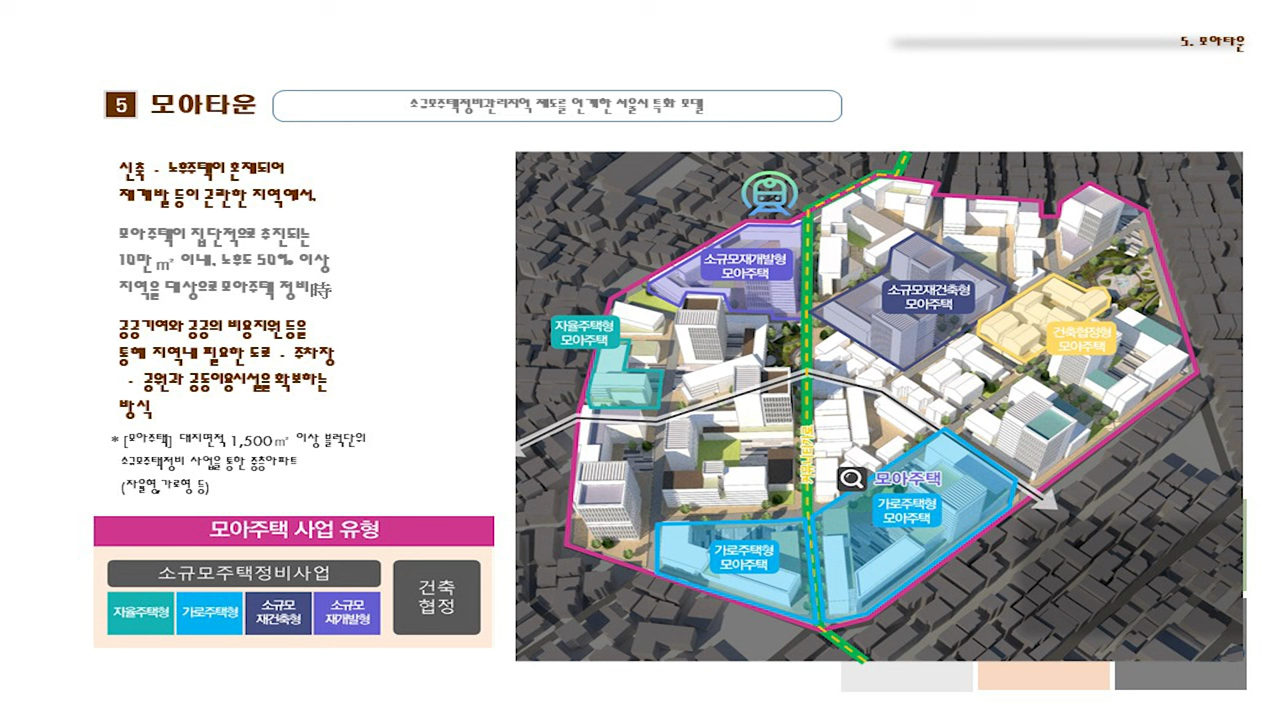 5. 모아타운
5 모아타운
소규모주택정비관리지역 제도를 연계한 서울시 특화 모델
신축 - 노후주택이 혼재되어
재개발 등이 곤란한 지역에서,
모아주택이 집단적으로 추진되는
10만㎡ 이내, 노후도 50% 이상
지역을 대상으로 모아주택 정비時
공공기여와 공공의 비용지원 등을
통해 지역내 필요한 도로 - 주차장
- 공원과 공동이용시설을 확보하는
방식
* [모아주택] 대지면적 1,500㎡ 이상 블럭단위
소규모주택정비 사업을 통한 중층아파트
(자율형,가로형 등)
모아주택 사업 유형
소규모주택정비사업
건축
협정
자율주택형
가로주택형
소규모
재건축형
소규모
재개발형
소규모재개발형
모아주택
소규모재건축형
모아주택
자율주택형
모아주택
건축협정형
모아주택
모아주택
가로주택형
모아주택
가로주택형
모아주택